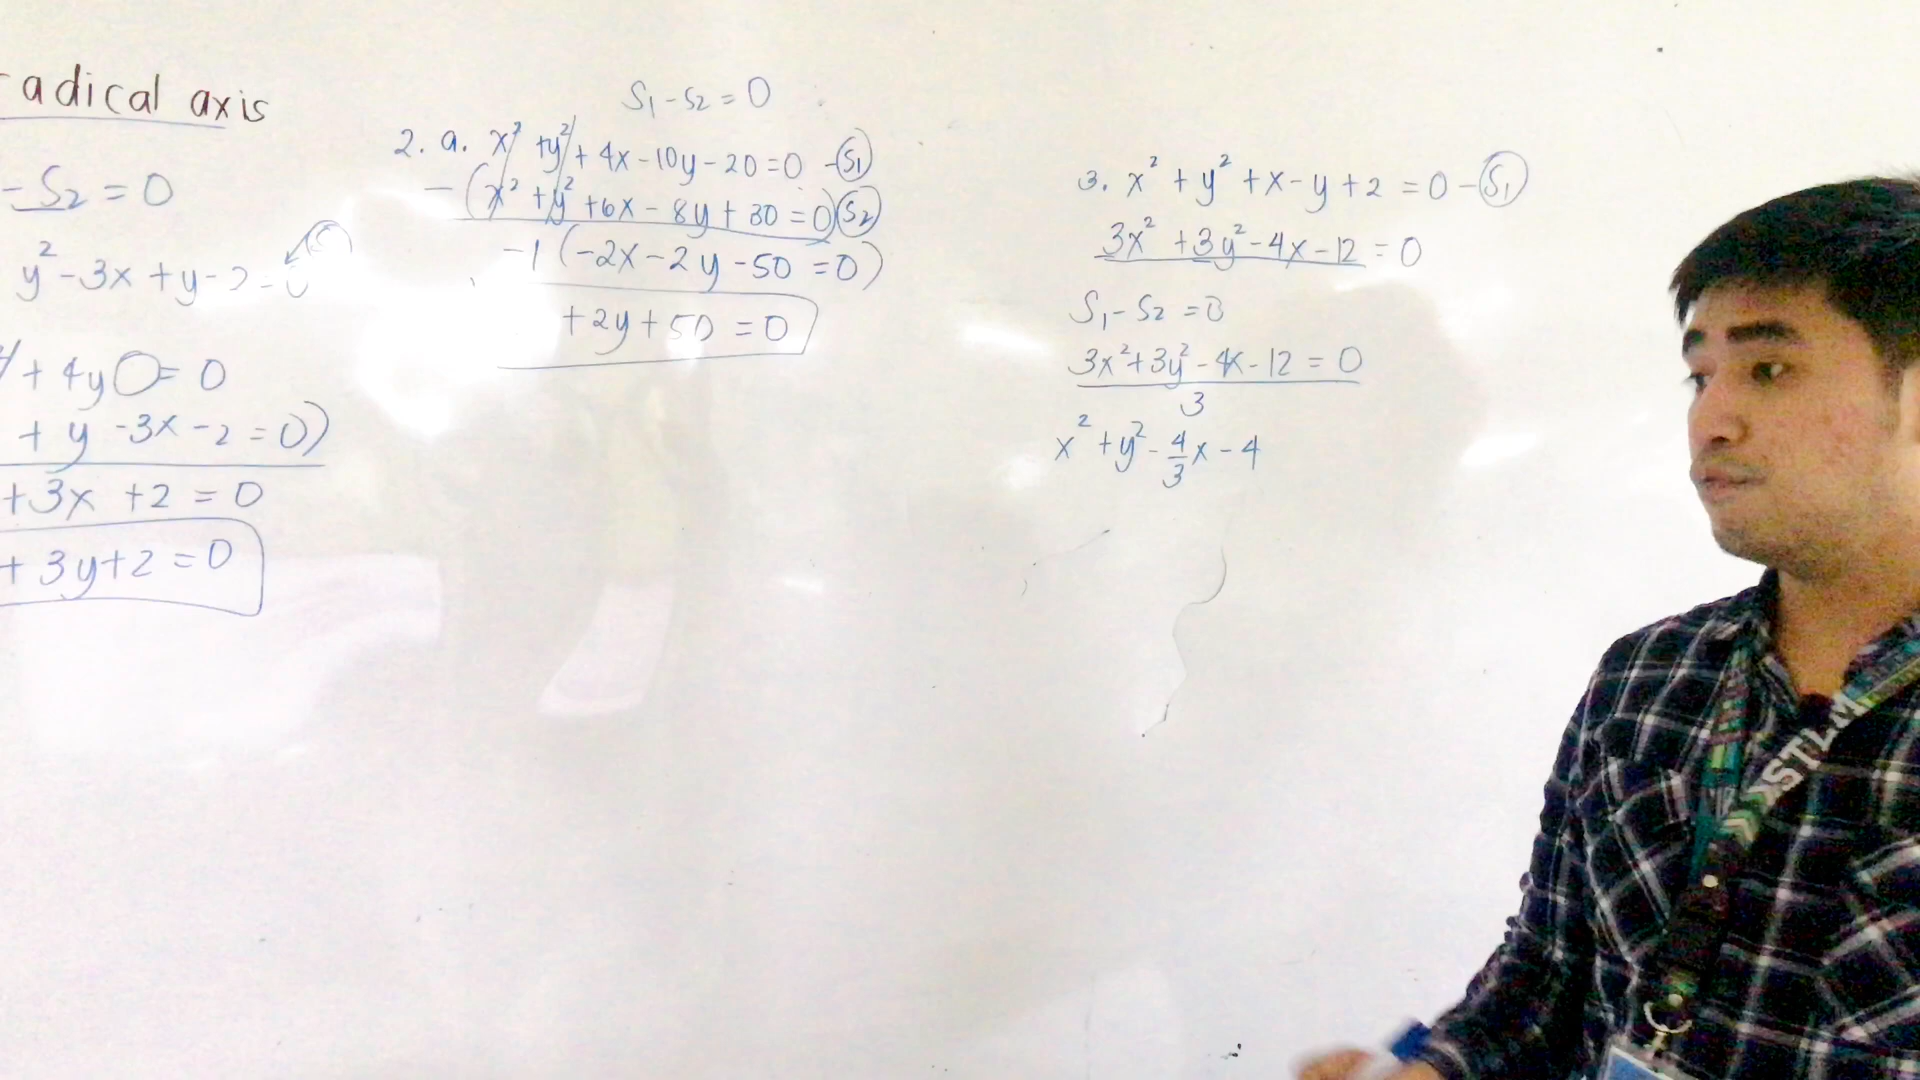 radical axis
- S₂ = 0
y² - 3x + y - 2 = 0
+ 4y = 0
+ y - 3x - 2 = 0)
+ 3x + 2 = 0
+ 3y + 2 = 0
S₁ - S₂ = 0
2. a. x² + y² + 4x - 10y - 20 = 0 - S₁
- (x² + y² + 6x - 8y + 30 = 0) S₂
-1 (-2x - 2y - 50 = 0)
+ 2y + 50 = 0
3. x² + y² + x - y + 2 = 0 - S₁
3x² + 3y² - 4x - 12 = 0
S₁ - S₂ = 0
3x² + 3y² - 4x - 12 = 0
3
x² + y² - 4/3 x - 4
STLM